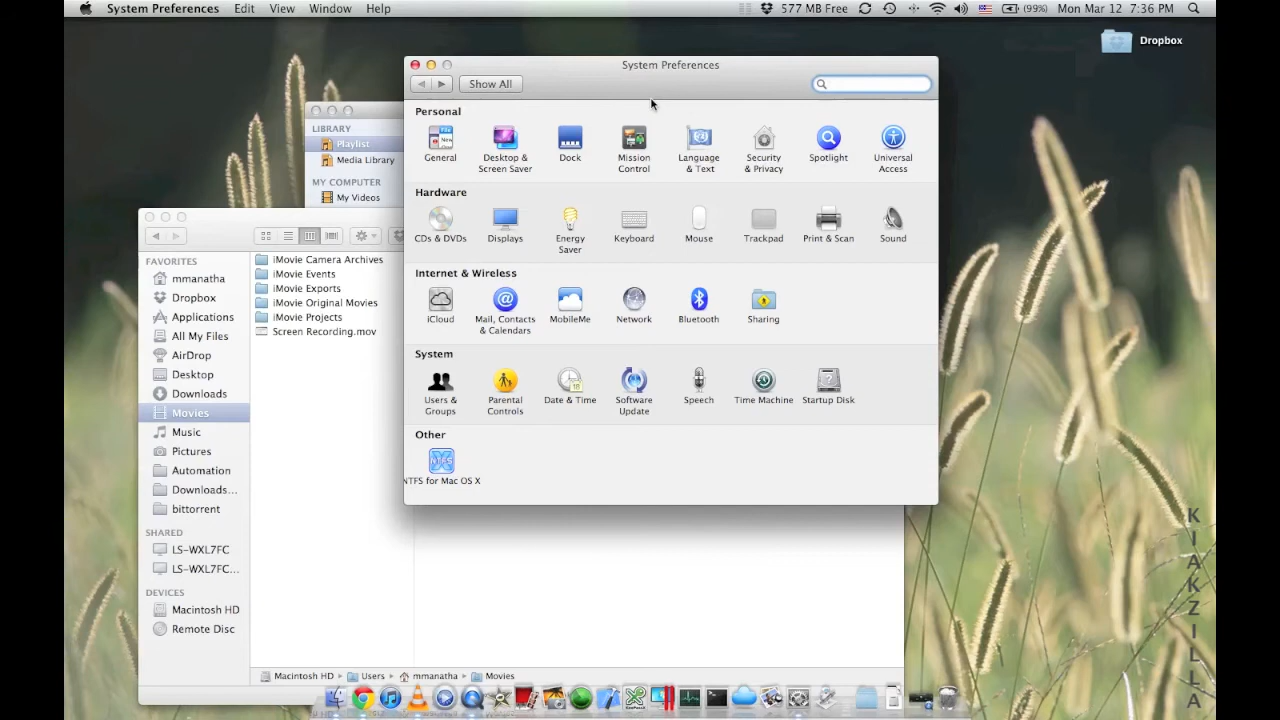 System Preferences Edit View Window Help
577 MB Free (99%) Mon Mar 12 7:36 PM
Dropbox
System Preferences
Show All
Personal
General
Desktop & Screen Saver
Dock
Mission Control
Language & Text
Security & Privacy
Spotlight
Universal Access
Hardware
CDs & DVDs
Displays
Energy Saver
Keyboard
Mouse
Trackpad
Print & Scan
Sound
Internet & Wireless
iCloud
Mail, Contacts & Calendars
MobileMe
Network
Bluetooth
Sharing
System
Users & Groups
Parental Controls
Date & Time
Software Update
Speech
Time Machine
Startup Disk
Other
NTFS for Mac OS X
LIBRARY
Playlist
Media Library
MY COMPUTER
My Videos
FAVORITES
mmanatha
Dropbox
Applications
All My Files
AirDrop
Desktop
Downloads
Movies
Music
Pictures
Automation
Downloads...
bittorrent
SHARED
LS-WXL7FC
LS-WXL7FC...
DEVICES
Macintosh HD
Remote Disc
iMovie Camera Archives
iMovie Events
iMovie Exports
iMovie Original Movies
iMovie Projects
Screen Recording.mov
Macintosh HD Users mmanatha Movies
KIAKZILLA